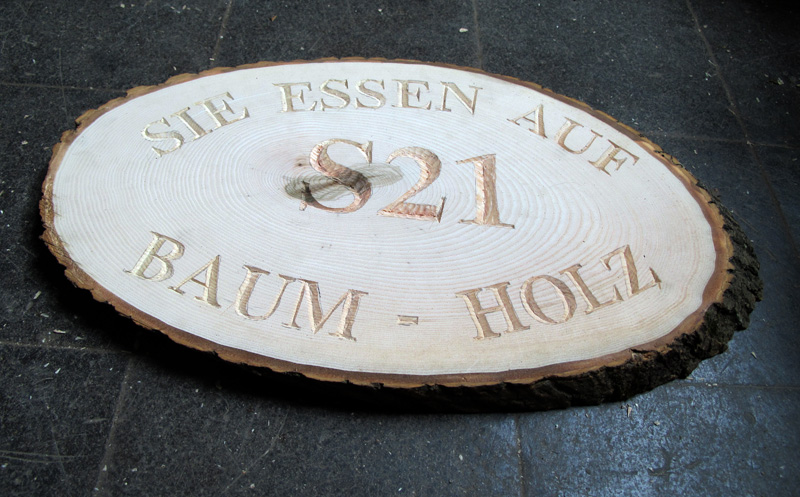 SIE ESSEN AUF
S21
BAUM - HOLZ